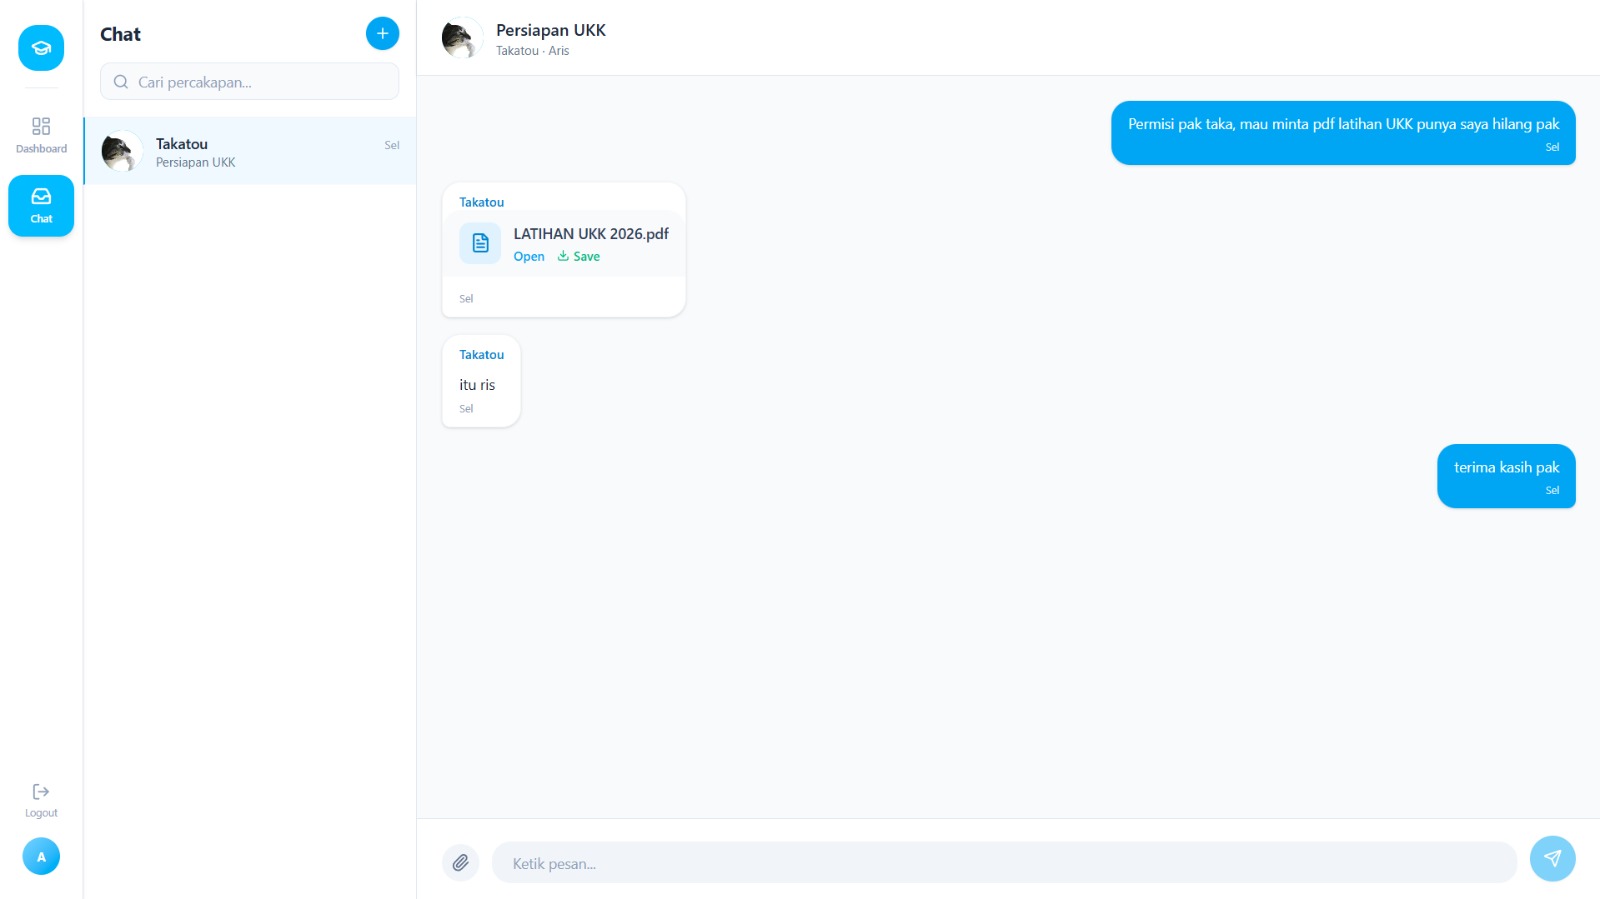 Dashboard
Chat
Logout
A
Chat
Cari percakapan...
Takatou
Sel
Persiapan UKK
Persiapan UKK
Takatou · Aris
Permisi pak taka, mau minta pdf latihan UKK punya saya hilang pak
Sel
Takatou
LATIHAN UKK 2026.pdf
Open Save
Sel
Takatou
itu ris
Sel
terima kasih pak
Sel
Ketik pesan...